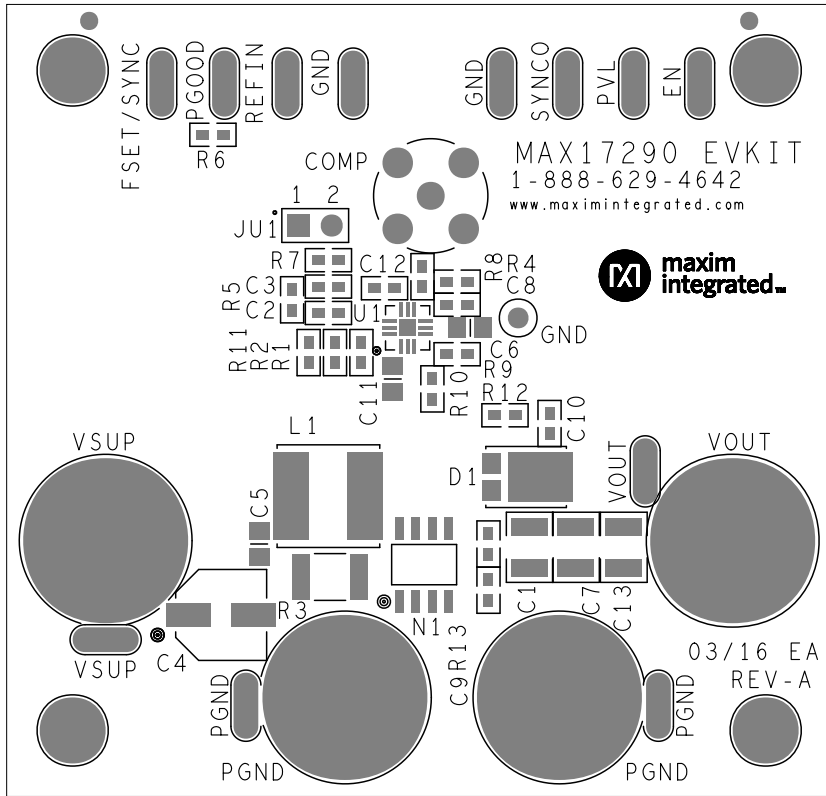 FSET/SYNC
PGOOD
REFIN
GND
GND
SYNCO
PVL
EN
R6
COMP
MAX17290 EVKIT
1-888-629-4642
www.maximintegrated.com
1 2
JU1
R7
C12
R8
R4
maxim
integrated™
R5
C3
C8
C2
U1
GND
R11
R2
R1
C6
R9
C11
R10
R12
C10
VSUP
L1
D1
VOUT
VOUT
C5
R3
N1
C1
C7
C13
C4
VSUP
C9
R13
03/16 EA
REV-A
PGND
PGND
PGND
PGND